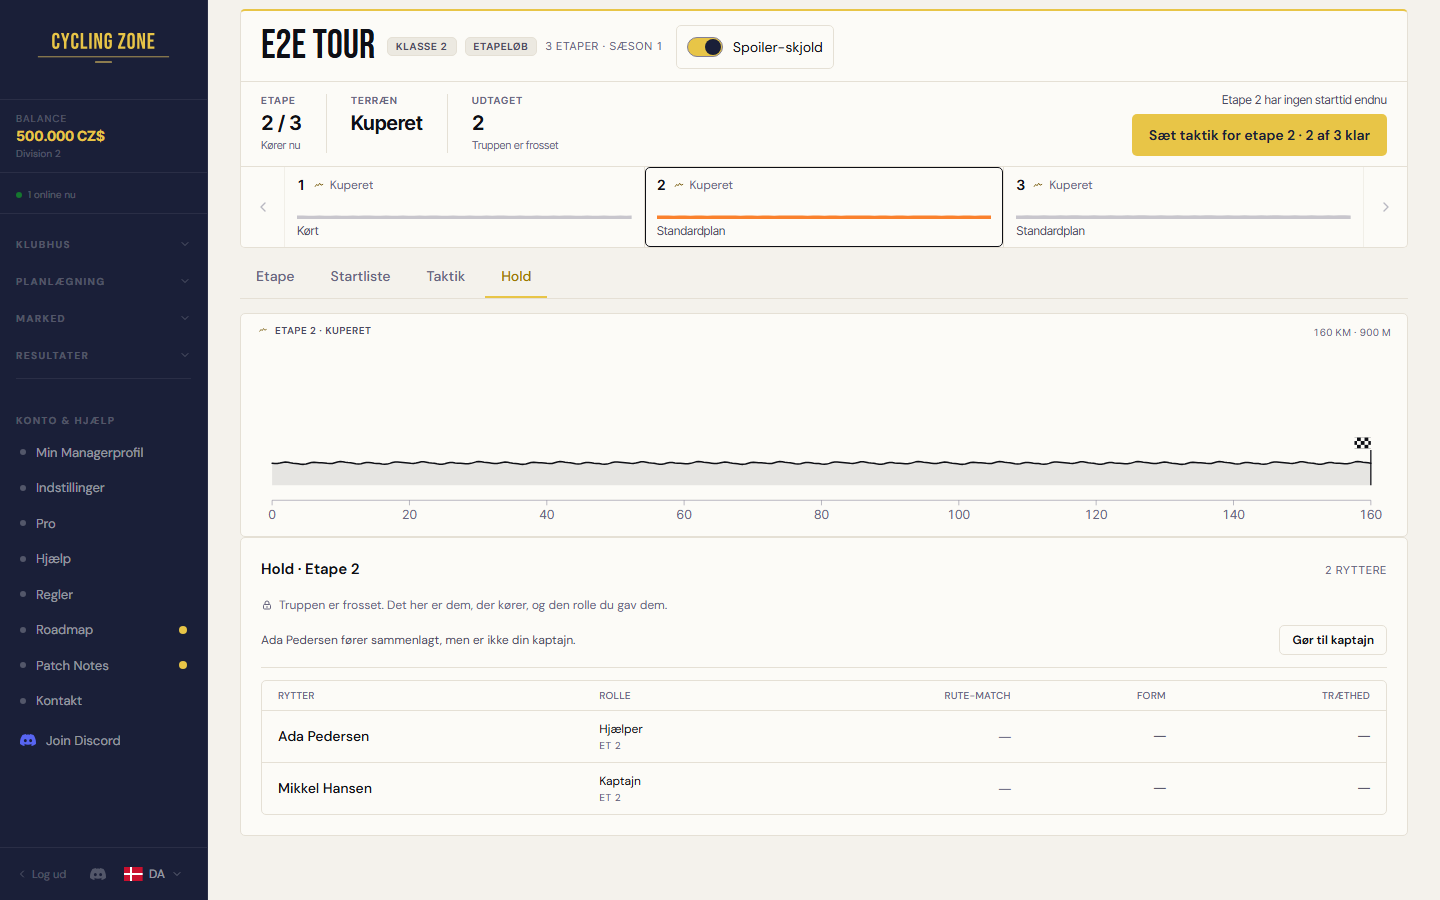 CYCLING ZONE
BALANCE
500.000 CZ$
Division 2
1 online nu
KLUBHUS
PLANLÆGNING
MARKED
RESULTATER
KONTO & HJÆLP
Min Managerprofil
Indstillinger
Pro
Hjælp
Regler
Roadmap
Patch Notes
Kontakt
Join Discord
Log ud
DA
E2E TOUR
KLASSE 2
ETAPELØB
3 ETAPER · SÆSON 1
Spoiler-skjold
ETAPE
2 / 3
Kører nu
TERRÆN
Kuperet
UDTAGET
2
Truppen er frosset
Etape 2 har ingen starttid endnu
Sæt taktik for etape 2 · 2 af 3 klar
1 Kuperet
Kørt
2 Kuperet
Standardplan
3 Kuperet
Standardplan
Etape Startliste Taktik Hold
ETAPE 2 · KUPERET
160 KM · 900 M
0 20 40 60 80 100 120 140 160
Hold · Etape 2
2 RYTTERE
Truppen er frosset. Det her er dem, der kører, og den rolle du gav dem.
Ada Pedersen fører sammenlagt, men er ikke din kaptajn.
Gør til kaptajn
RYTTER ROLLE RUTE-MATCH FORM TRÆTHED
Ada Pedersen Hjælper — — —
ET 2
Mikkel Hansen Kaptajn — — —
ET 2